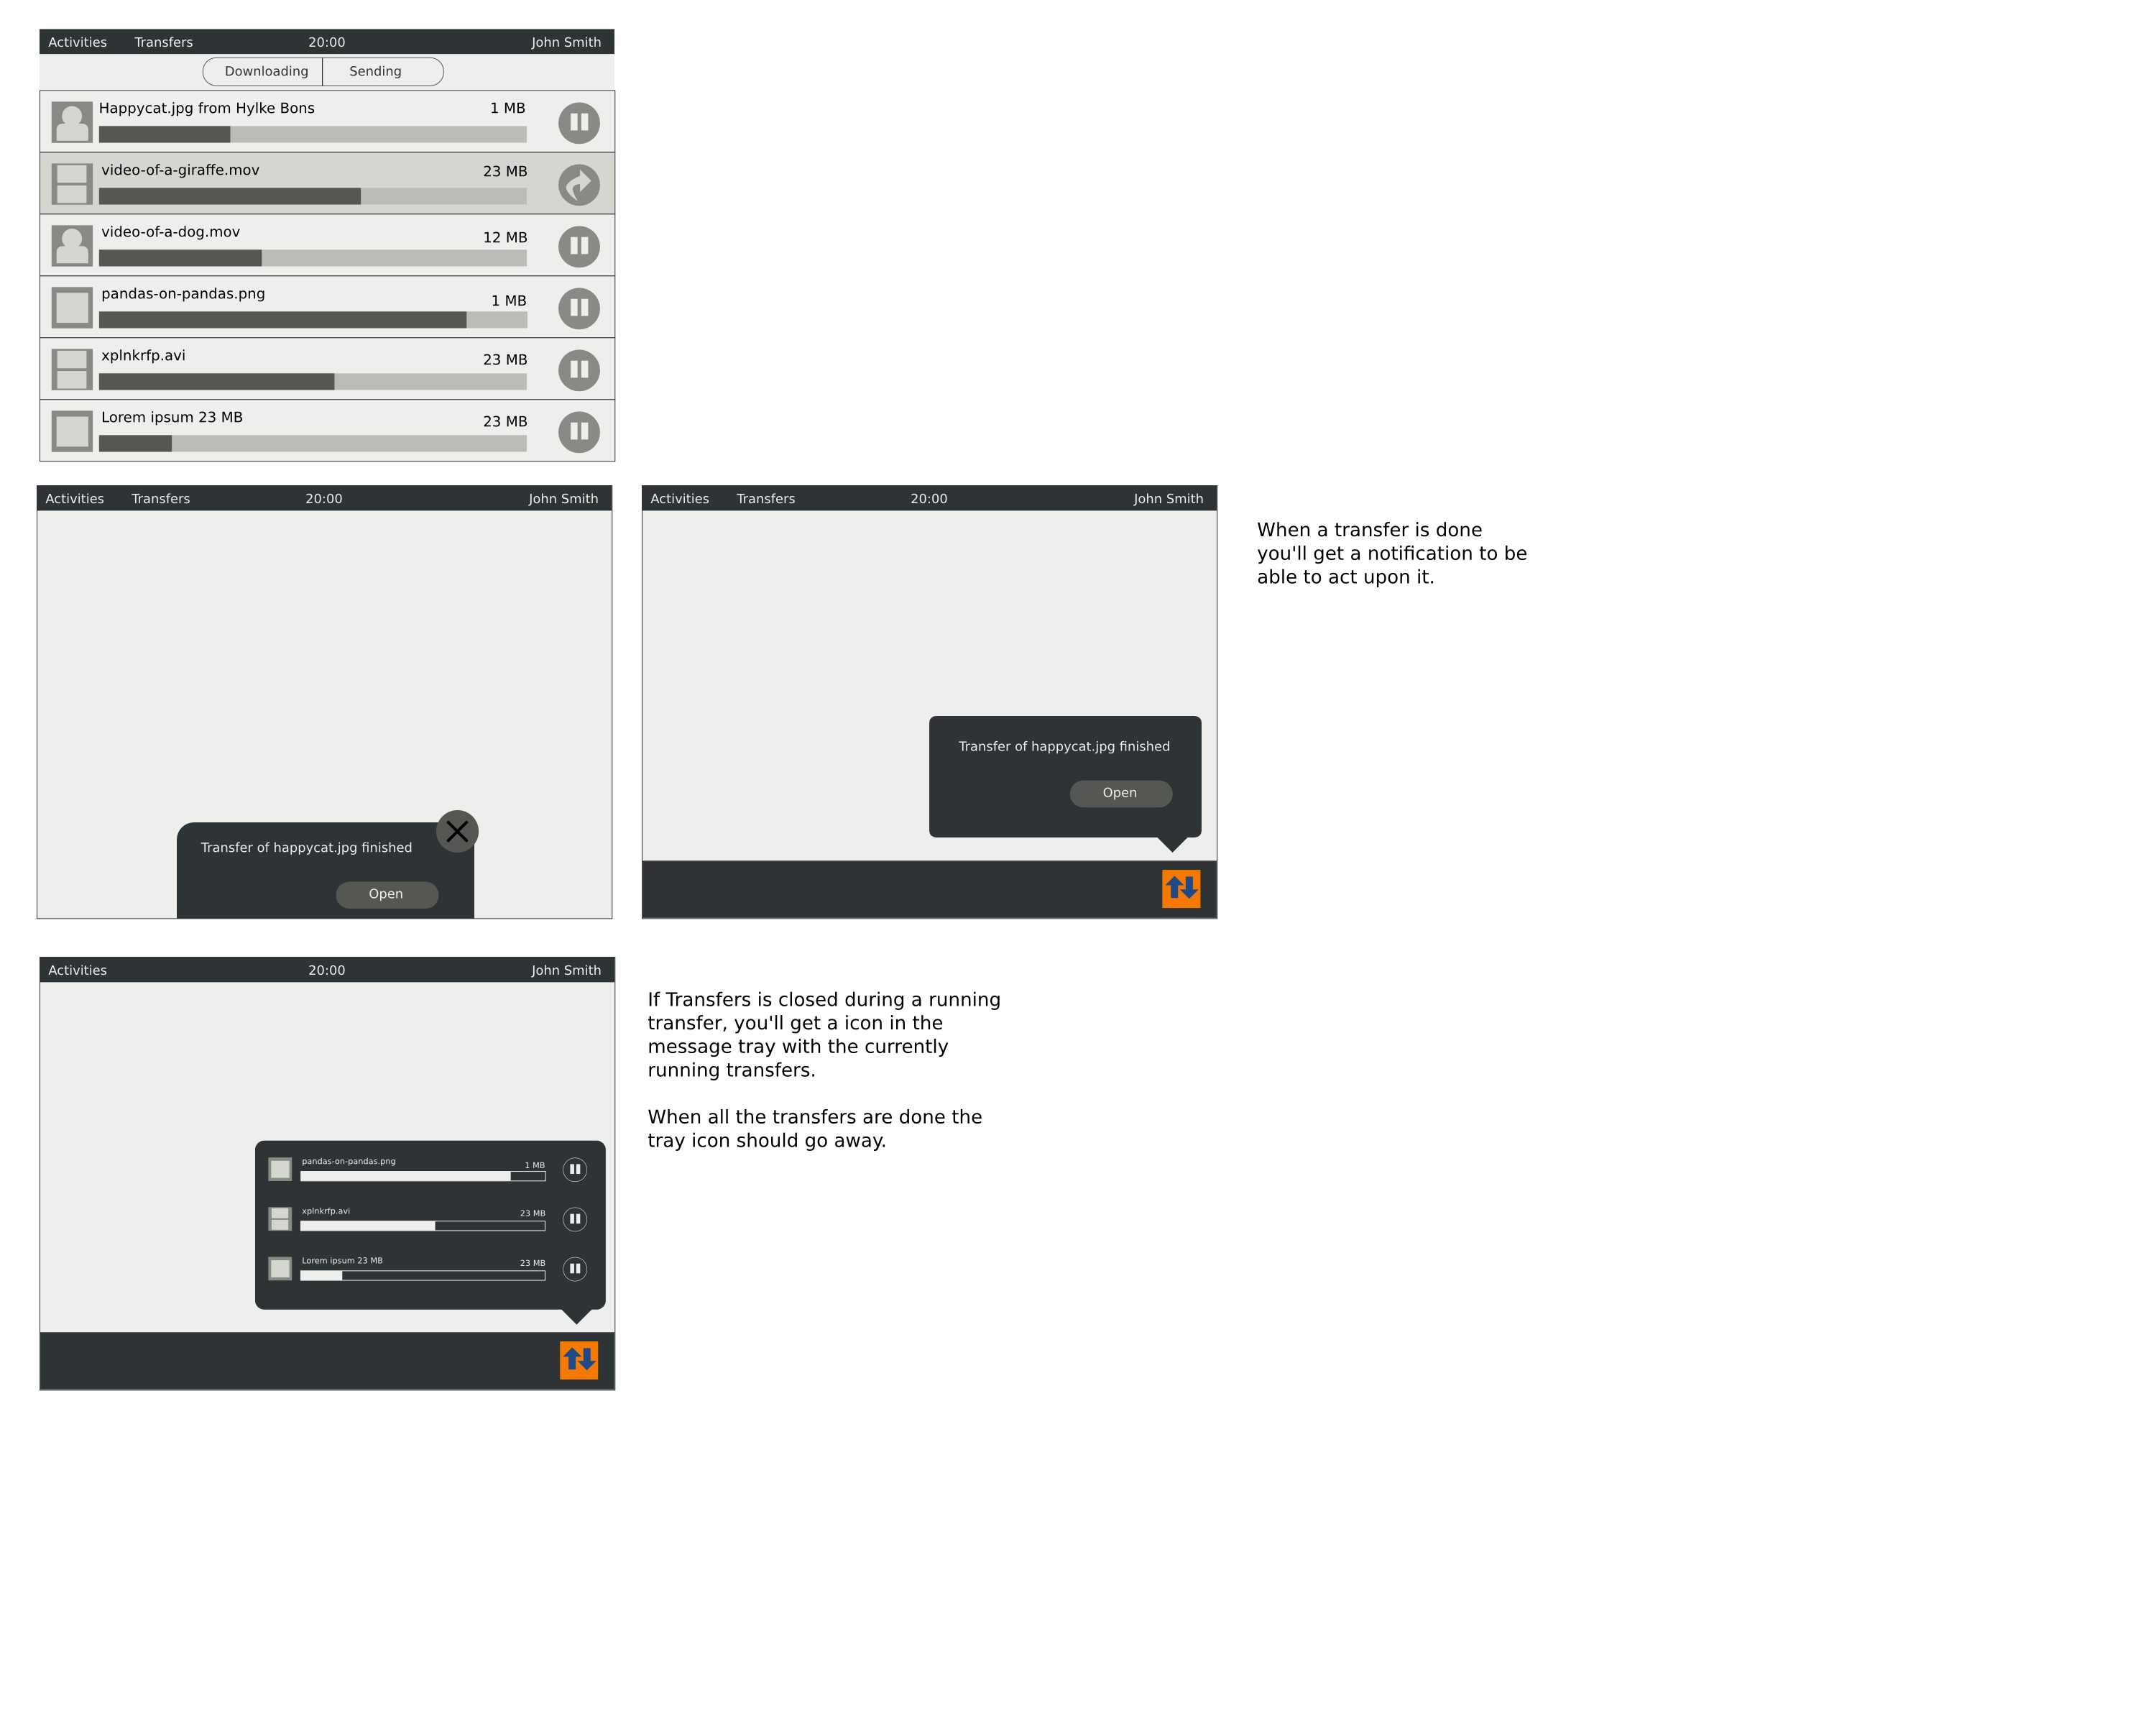 Activities Transfers 20:00 John Smith
Downloading Sending
Happycat.jpg from Hylke Bons 1 MB
video-of-a-giraffe.mov 23 MB
video-of-a-dog.mov 12 MB
pandas-on-pandas.png 1 MB
xplnkrfp.avi 23 MB
Lorem ipsum 23 MB 23 MB
Activities Transfers 20:00 John Smith
Transfer of happycat.jpg finished
Open
Activities Transfers 20:00 John Smith
Transfer of happycat.jpg finished
Open
When a transfer is done
you'll get a notification to be
able to act upon it.
Activities 20:00 John Smith
pandas-on-pandas.png 1 MB
xplnkrfp.avi 23 MB
Lorem ipsum 23 MB 23 MB
If Transfers is closed during a running
transfer, you'll get a icon in the
message tray with the currently
running transfers.
When all the transfers are done the
tray icon should go away.